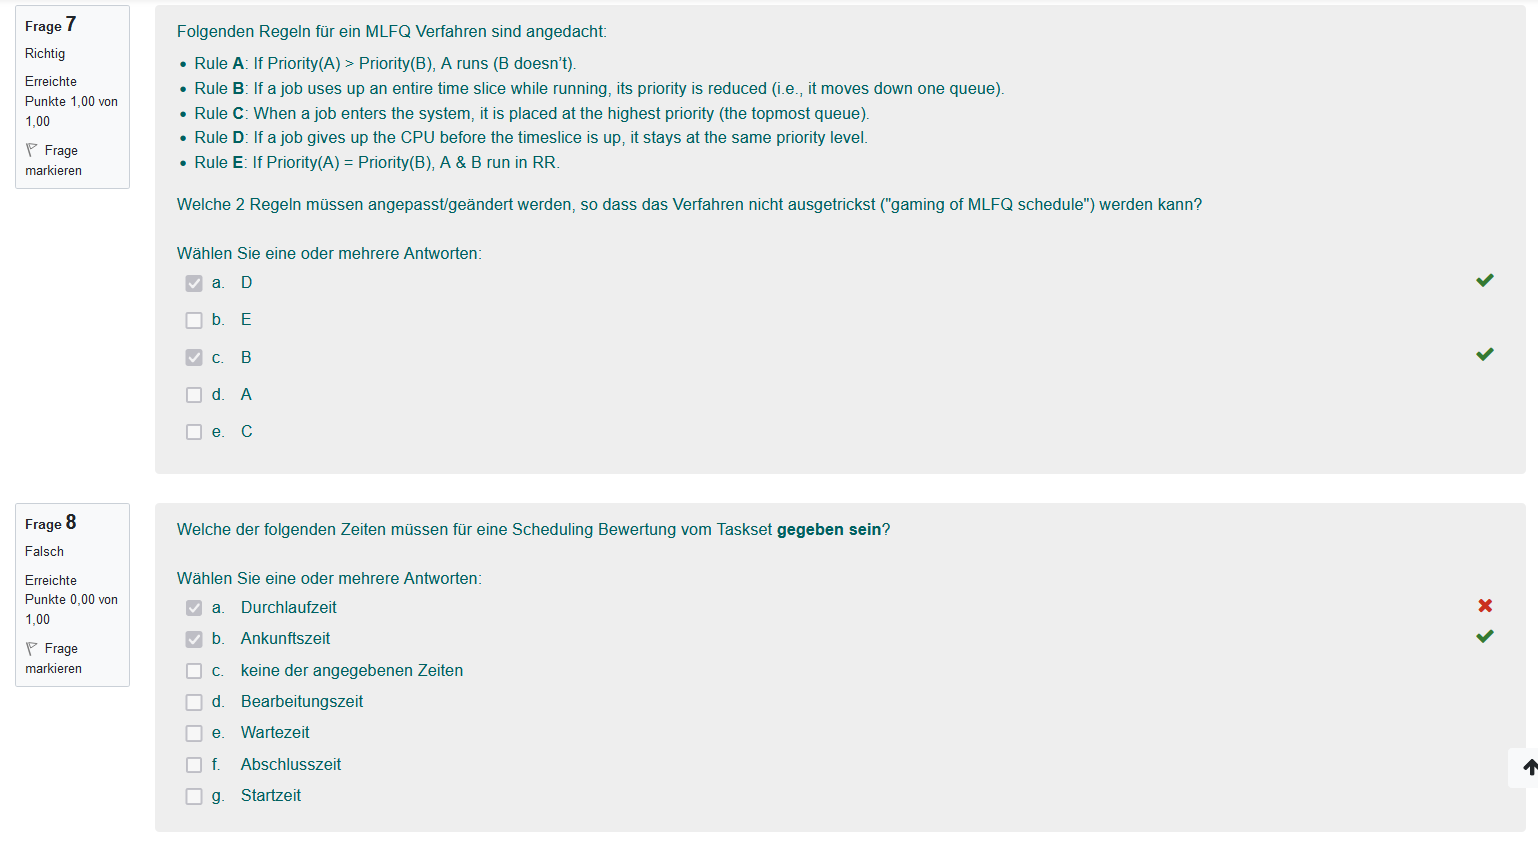 Frage 7
Richtig
Erreichte
Punkte 1,00 von
1,00
Frage
markieren
Folgenden Regeln für ein MLFQ Verfahren sind angedacht:
• Rule A: If Priority(A) > Priority(B), A runs (B doesn't).
• Rule B: If a job uses up an entire time slice while running, its priority is reduced (i.e., it moves down one queue).
• Rule C: When a job enters the system, it is placed at the highest priority (the topmost queue).
• Rule D: If a job gives up the CPU before the timeslice is up, it stays at the same priority level.
• Rule E: If Priority(A) = Priority(B), A & B run in RR.
Welche 2 Regeln müssen angepasst/geändert werden, so dass das Verfahren nicht ausgetrickst ("gaming of MLFQ schedule") werden kann?
Wählen Sie eine oder mehrere Antworten:
a. D
b. E
c. B
d. A
e. C
Frage 8
Falsch
Erreichte
Punkte 0,00 von
1,00
Frage
markieren
Welche der folgenden Zeiten müssen für eine Scheduling Bewertung vom Taskset gegeben sein?
Wählen Sie eine oder mehrere Antworten:
a. Durchlaufzeit
b. Ankunftszeit
c. keine der angegebenen Zeiten
d. Bearbeitungszeit
e. Wartezeit
f. Abschlusszeit
g. Startzeit